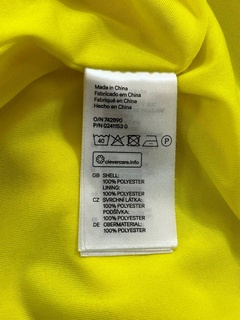 Made in China
Fabricado em China
Fabriqué en Chine
Hecho en China
O/N 742890
P/N 0241153 0
40
P
clevercare.info
GB SHELL:
100% POLYESTER
LINING:
100% POLYESTER
CZ SVRCHNÍ LÁTKA:
100% POLYESTER
PODŠÍVKA:
100% POLYESTER
DE OBERMATERIAL:
100% POLYESTER